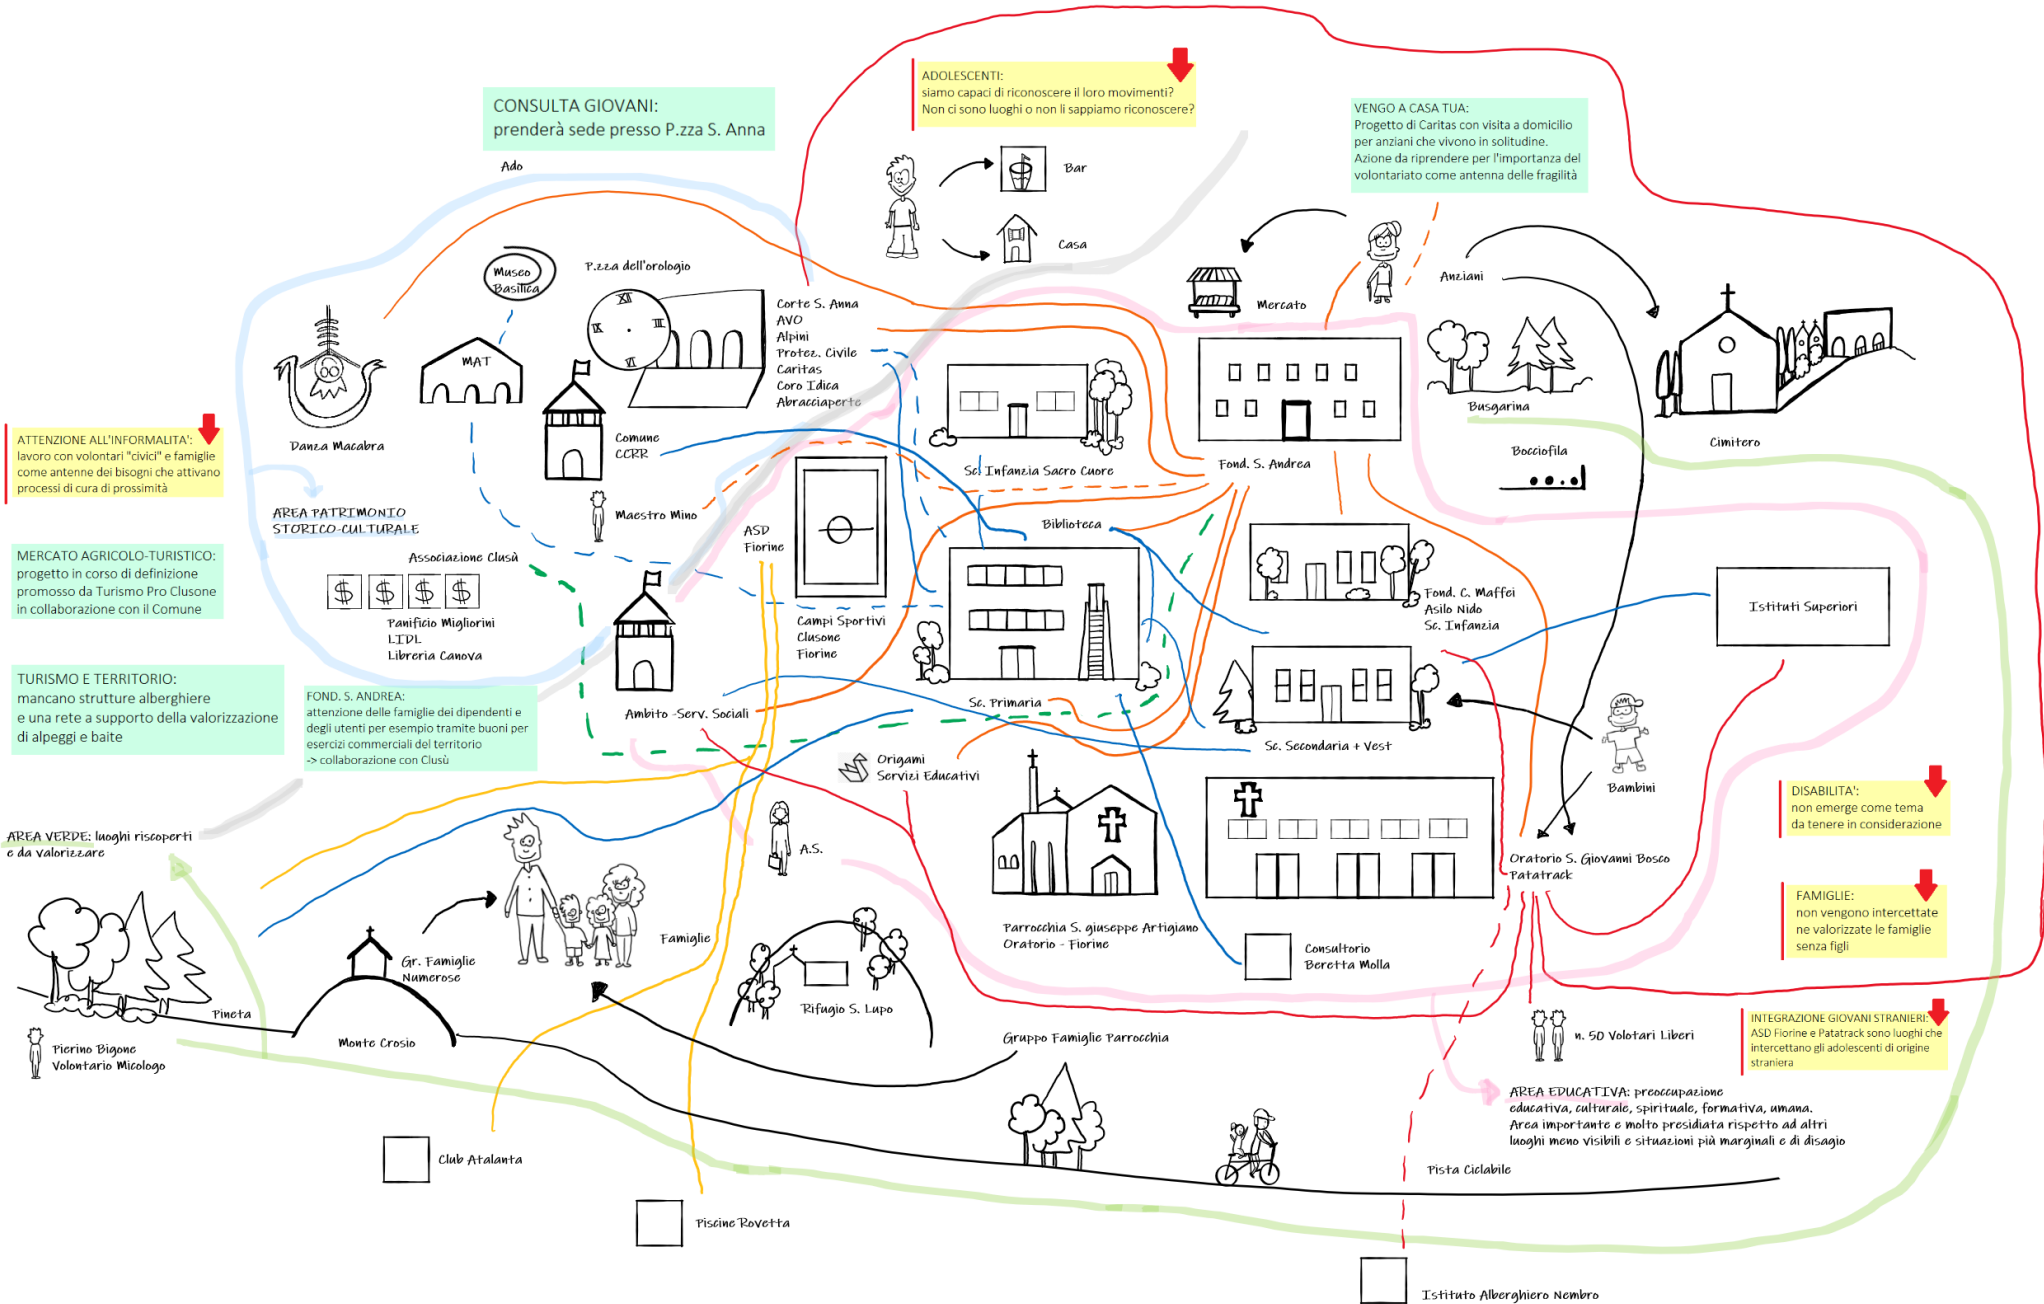 ADOLESCENTI:
siamo capaci di riconoscere il loro movimenti?
Non ci sono luoghi o non li sappiamo riconoscere?
CONSULTA GIOVANI:
prenderà sede presso P.zza S. Anna
VENGO A CASA TUA:
Progetto di Caritas con visita a domicilio
per anziani che vivono in solitudine.
Azione da riprendere per l'importanza del
volontariato come antenna delle fragilità
Ado
Bar
Casa
Museo
Basilica
P.zza dell'orologio
XII
III
VI
IX
MAT
Corte S. Anna
AVO
Alpini
Protez. Civile
Caritas
Coro Idica
Abracciaperte
Mercato
Anziani
Busgarina
Bocciofila
Cimitero
Danza Macabra
Comune
CCRR
Sc. Infanzia Sacro Cuore
Fond. S. Andrea
ATTENZIONE ALL'INFORMALITA':
lavoro con volontari "civici" e famiglie
come antenne dei bisogni che attivano
processi di cura di prossimità
AREA PATRIMONIO
STORICO-CULTURALE
Maestro Mino
ASD
Fiorine
Biblioteca
MERCATO AGRICOLO-TURISTICO:
progetto in corso di definizione
promosso da Turismo Pro Clusone
in collaborazione con il Comune
Associazione Clusù
$ $ $ $
Panificio Migliorini
LIDL
Libreria Canova
Campi Sportivi
Clusone
Fiorine
Fond. C. Maffei
Asilo Nido
Sc. Infanzia
Istituti Superiori
TURISMO E TERRITORIO:
mancano strutture alberghiere
e una rete a supporto della valorizzazione
di alpeggi e baite
FOND. S. ANDREA:
attenzione delle famiglie dei dipendenti e
degli utenti per esempio tramite buoni per
esercizi commerciali del territorio
-> collaborazione con Clusù
Ambito -Serv. Sociali
Sc. Primaria
Sc. Secondaria + Vest
Origami
Servizi Educativi
Bambini
DISABILITA':
non emerge come tema
da tenere in considerazione
AREA VERDE: luoghi riscoperti
e da valorizzare
A.S.
Oratorio S. Giovanni Bosco
Patatrack
FAMIGLIE:
non vengono intercettate
ne valorizzate le famiglie
senza figli
Famiglie
Gr. Famiglie
Numerose
Parrocchia S. giuseppe Artigiano
Oratorio - Fiorine
Consultorio
Beretta Molla
Pineta
Monte Crosio
Rifugio S. Lupo
Gruppo Famiglie Parrocchia
n. 50 Volotari Liberi
INTEGRAZIONE GIOVANI STRANIERI:
ASD Fiorine e Patatrack sono luoghi che
intercettano gli adolescenti di origine
straniera
Pierino Bigone
Volontario Micologo
AREA EDUCATIVA: preoccupazione
educativa, culturale, spirituale, formativa, umana.
Area importante e molto presidiata rispetto ad altri
luoghi meno visibili e situazioni più marginali e di disagio
Club Atalanta
Pista Ciclabile
Piscine Rovetta
Istituto Alberghiero Nembro